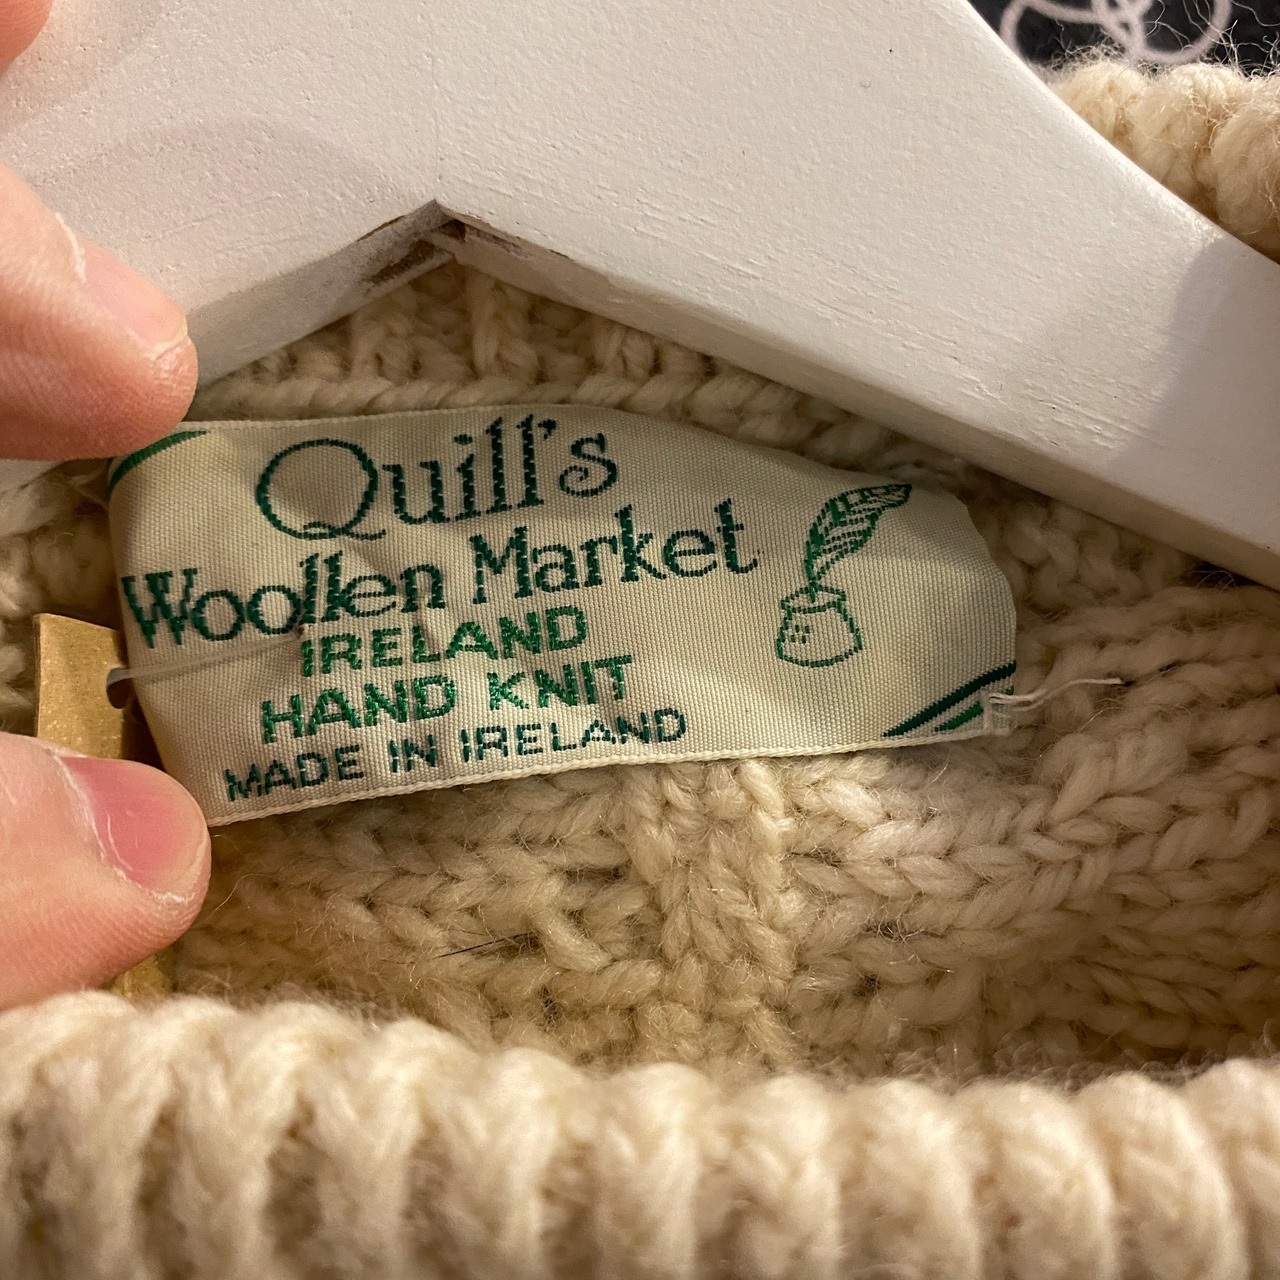 Quill's
Woollen Market
IRELAND
HAND KNIT
MADE IN IRELAND